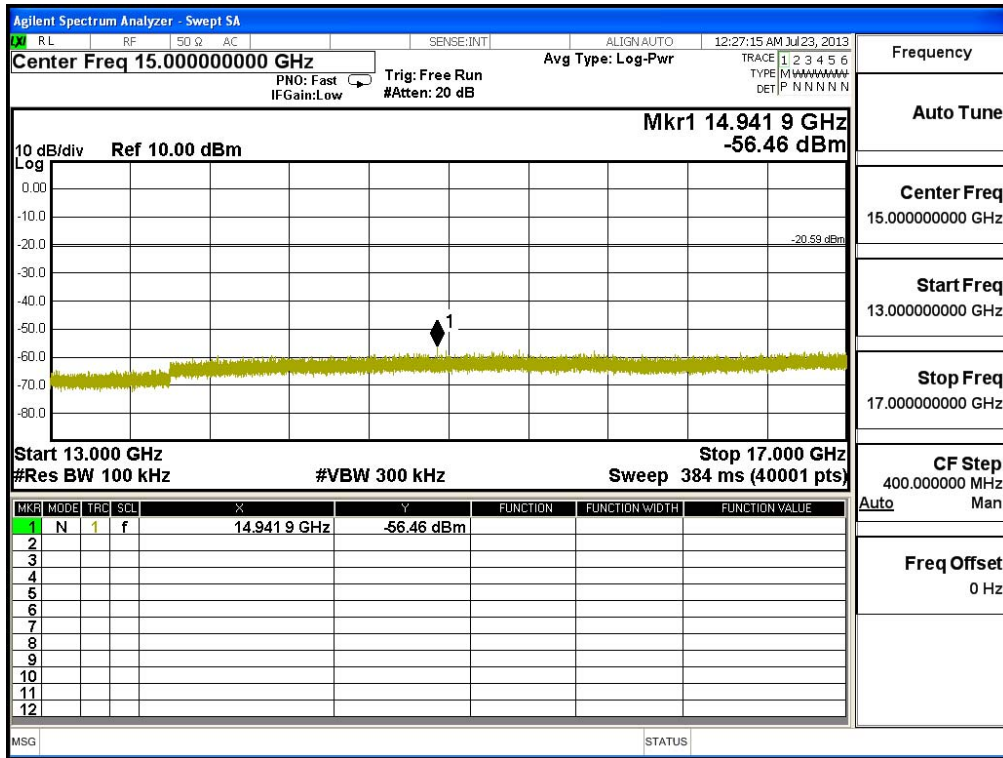 Agilent Spectrum Analyzer - Swept SA
LXI RL RF 50 Ω AC SENSE:INT ALIGN AUTO 12:27:15 AM Jul 23, 2013
Center Freq 15.000000000 GHz
PNO: Fast
IFGain:Low
Trig: Free Run
#Atten: 20 dB
Avg Type: Log-Pwr
TRACE 1 2 3 4 5 6
TYPE M WWWWW
DET P N N N N N
Mkr1 14.941 9 GHz
-56.46 dBm
10 dB/div Ref 10.00 dBm
Log
0.00
-10.0
-20.0
-20.59 dBm
-30.0
-40.0
-50.0
1
-60.0
-70.0
-80.0
Start 13.000 GHz Stop 17.000 GHz
#Res BW 100 kHz #VBW 300 kHz Sweep 384 ms (40001 pts)
MKR MODE TRC SCL X Y FUNCTION FUNCTION WIDTH FUNCTION VALUE
1 N 1 f 14.941 9 GHz -56.46 dBm
2
3
4
5
6
7
8
9
10
11
12
MSG STATUS
Frequency
Auto Tune
Center Freq
15.000000000 GHz
Start Freq
13.000000000 GHz
Stop Freq
17.000000000 GHz
CF Step
400.000000 MHz
Auto Man
Freq Offset
0 Hz